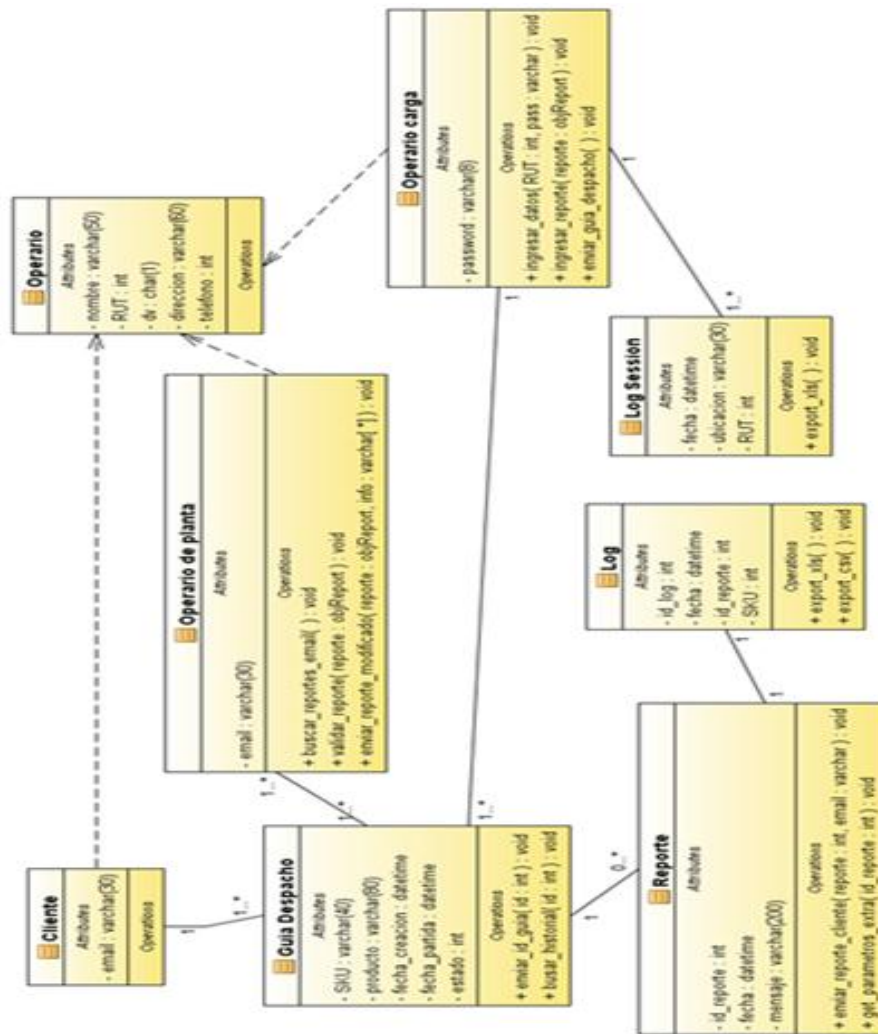 Cliente
Attributes
- email : varchar(30)
Operations
1
1..*
Guia Despacho
Attributes
- SKU : varchar(40)
- producto : varchar(80)
- fecha_creacion : datetime
- fecha_partida : datetime
- estado : int
Operations
+ enviar_id_guia( id : int ) : void
+ busar_historial( id : int ) : void
1..*
1..*
1..*
1
1
0..*
Operario de planta
Attributes
- email : varchar(30)
Operations
+ buscar_reportes_email( ) : void
+ validar_reporte( reporte : objReport ) : void
+ enviar_reporte_modificado( reporte : objReport, info : varchar[ *] ) : void
Operario
Attributes
- nombre : varchar(50)
- RUT : int
- dv : char(1)
- direccion : varchar(60)
- telefono : int
Operations
Operario carga
Attributes
- password : varchar(8)
Operations
+ ingresar_datos( RUT : int, pass : varchar ) : void
+ ingresar_reporte( reporte : objReport ) : void
+ enviar_guia_despacho( ) : void
1
1..*
Reporte
Attributes
- id_reporte : int
- fecha : datetime
- mensaje : varchar(200)
Operations
+ enviar_reporte_cliente( reporte : int, email : varchar ) : void
+ get_parametros_extra( id_reporte : int ) : void
1
1
Log
Attributes
- id_log : int
- fecha : datetime
- id_reporte : int
- SKU : int
Operations
+ export_xls( ) : void
+ export_csv( ) : void
Log Session
Attributes
- fecha : datetime
- ubicacion : varchar(30)
- RUT : int
Operations
+ export_xls( ) : void